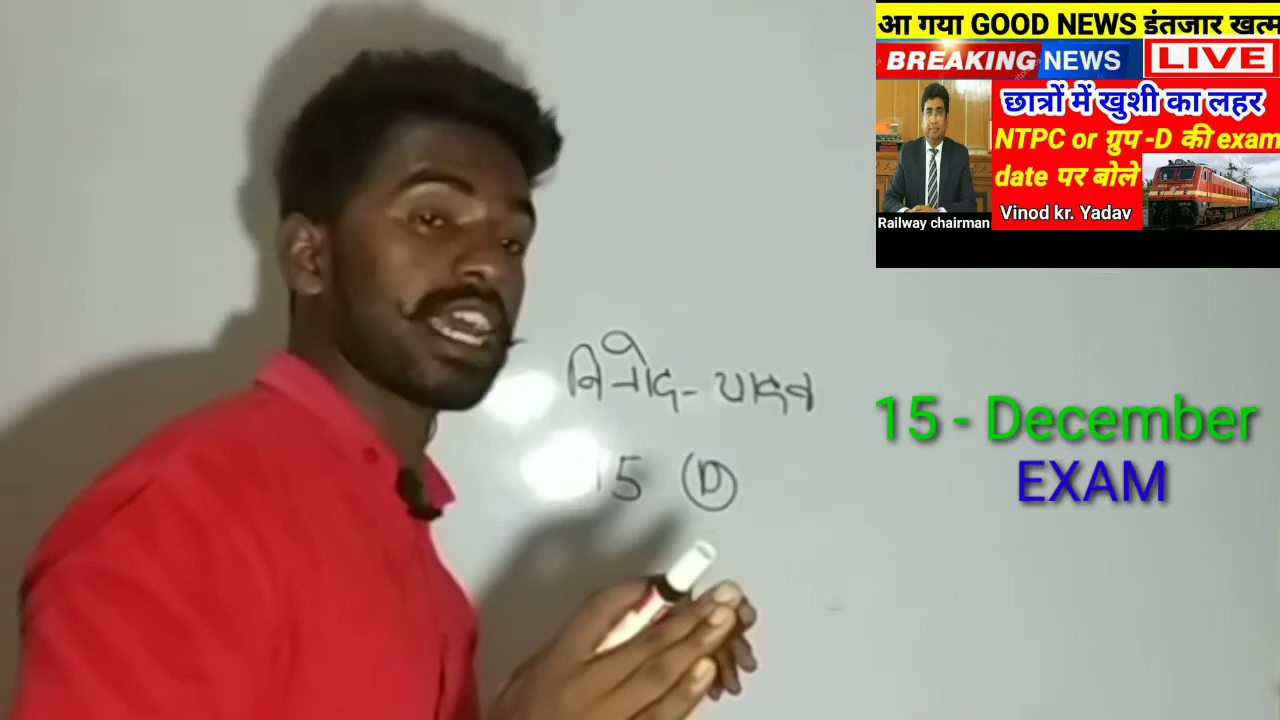 आ गया GOOD NEWS डंतजार खत्म
BREAKING NEWS LIVE
छात्रों में खुशी का लहर
NTPC or ग्रुप -D की exam
date पर बोले
Vinod kr. Yadav
Railway chairman
विनोद - यादव
15 D
15 - December
EXAM